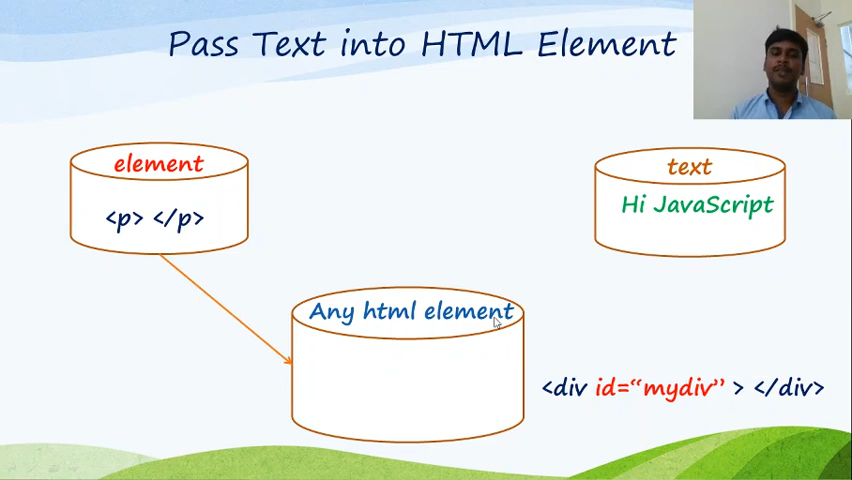 Pass Text into HTML Element
element
<p> </p>
text
Hi JavaScript
Any html element
<div id=“mydiv” > </div>